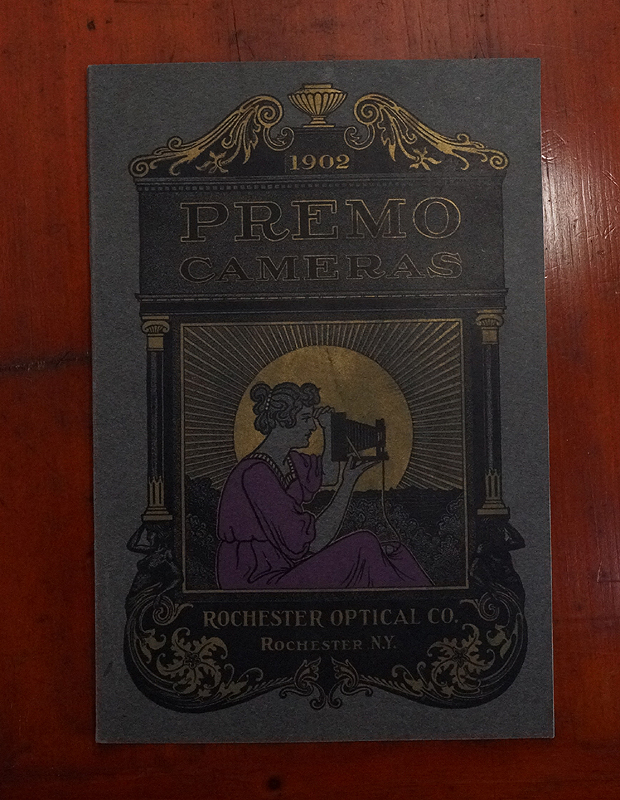 1902
PREMO
CAMERAS
ROCHESTER OPTICAL CO.
ROCHESTER N.Y.